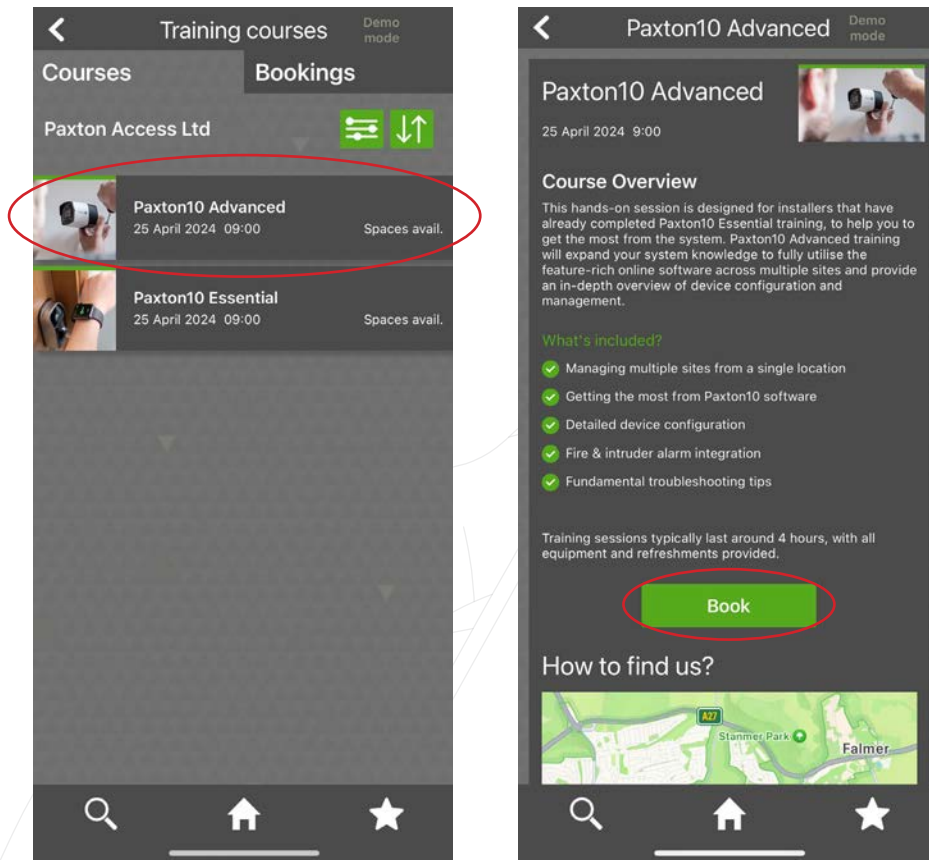 Training courses
Demo
mode
Courses
Bookings
Paxton Access Ltd
Paxton10 Advanced
25 April 2024 09:00
Spaces avail.
Paxton10 Essential
25 April 2024 09:00
Spaces avail.
Paxton10 Advanced
Demo
mode
Paxton10 Advanced
25 April 2024 9:00
Course Overview
This hands-on session is designed for installers that have
already completed Paxton10 Essential training, to help you to
get the most from the system. Paxton10 Advanced training
will expand your system knowledge to fully utilise the
feature-rich online software across multiple sites and provide
an in-depth overview of device configuration and
management.
What's included?
Managing multiple sites from a single location
Getting the most from Paxton10 software
Detailed device configuration
Fire & intruder alarm integration
Fundamental troubleshooting tips
Training sessions typically last around 4 hours, with all
equipment and refreshments provided.
Book
How to find us?
A27
Stanmer Park
Falmer